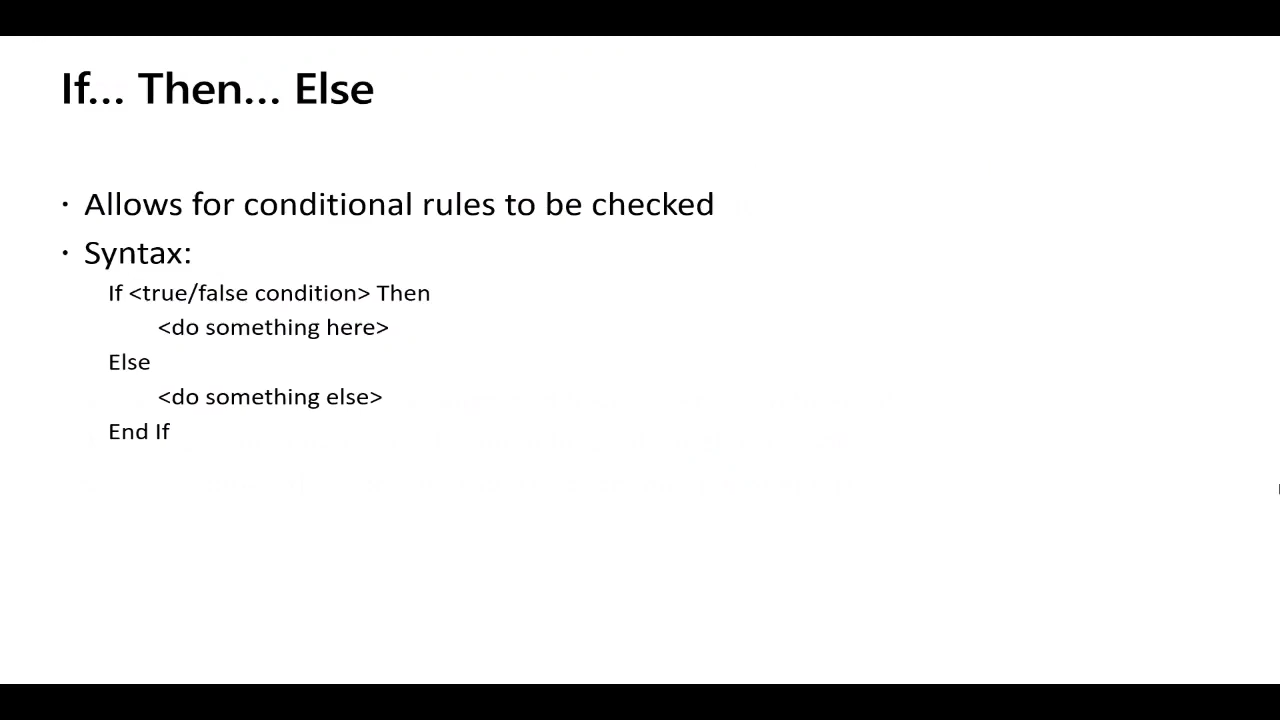 If... Then... Else
· Allows for conditional rules to be checked
· Syntax:
If <true/false condition> Then
<do something here>
Else
<do something else>
End If